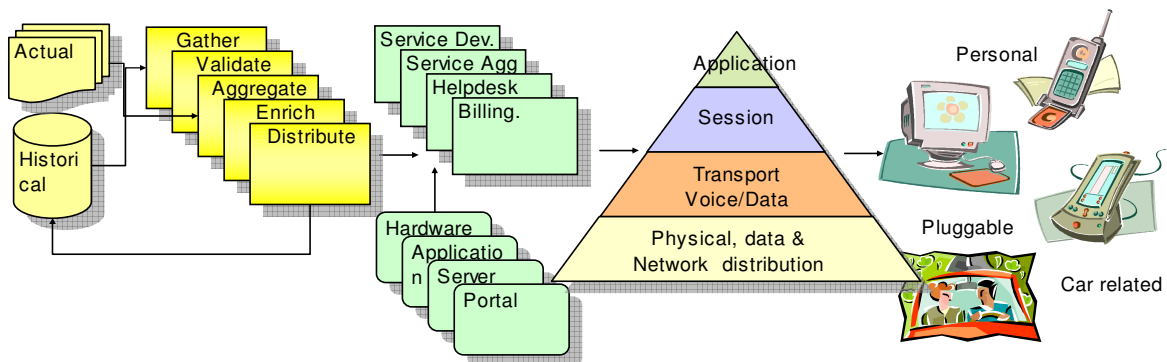 Actual
Histori
cal
Gather
Validate
Aggregate
Enrich
Distribute
Service Dev.
Service Agg
Helpdesk
Billing.
Hardware
Applicatio
n
Server
Portal
Application
Session
Transport
Voice/Data
Physical, data &
Network distribution
Personal
Pluggable
Car related